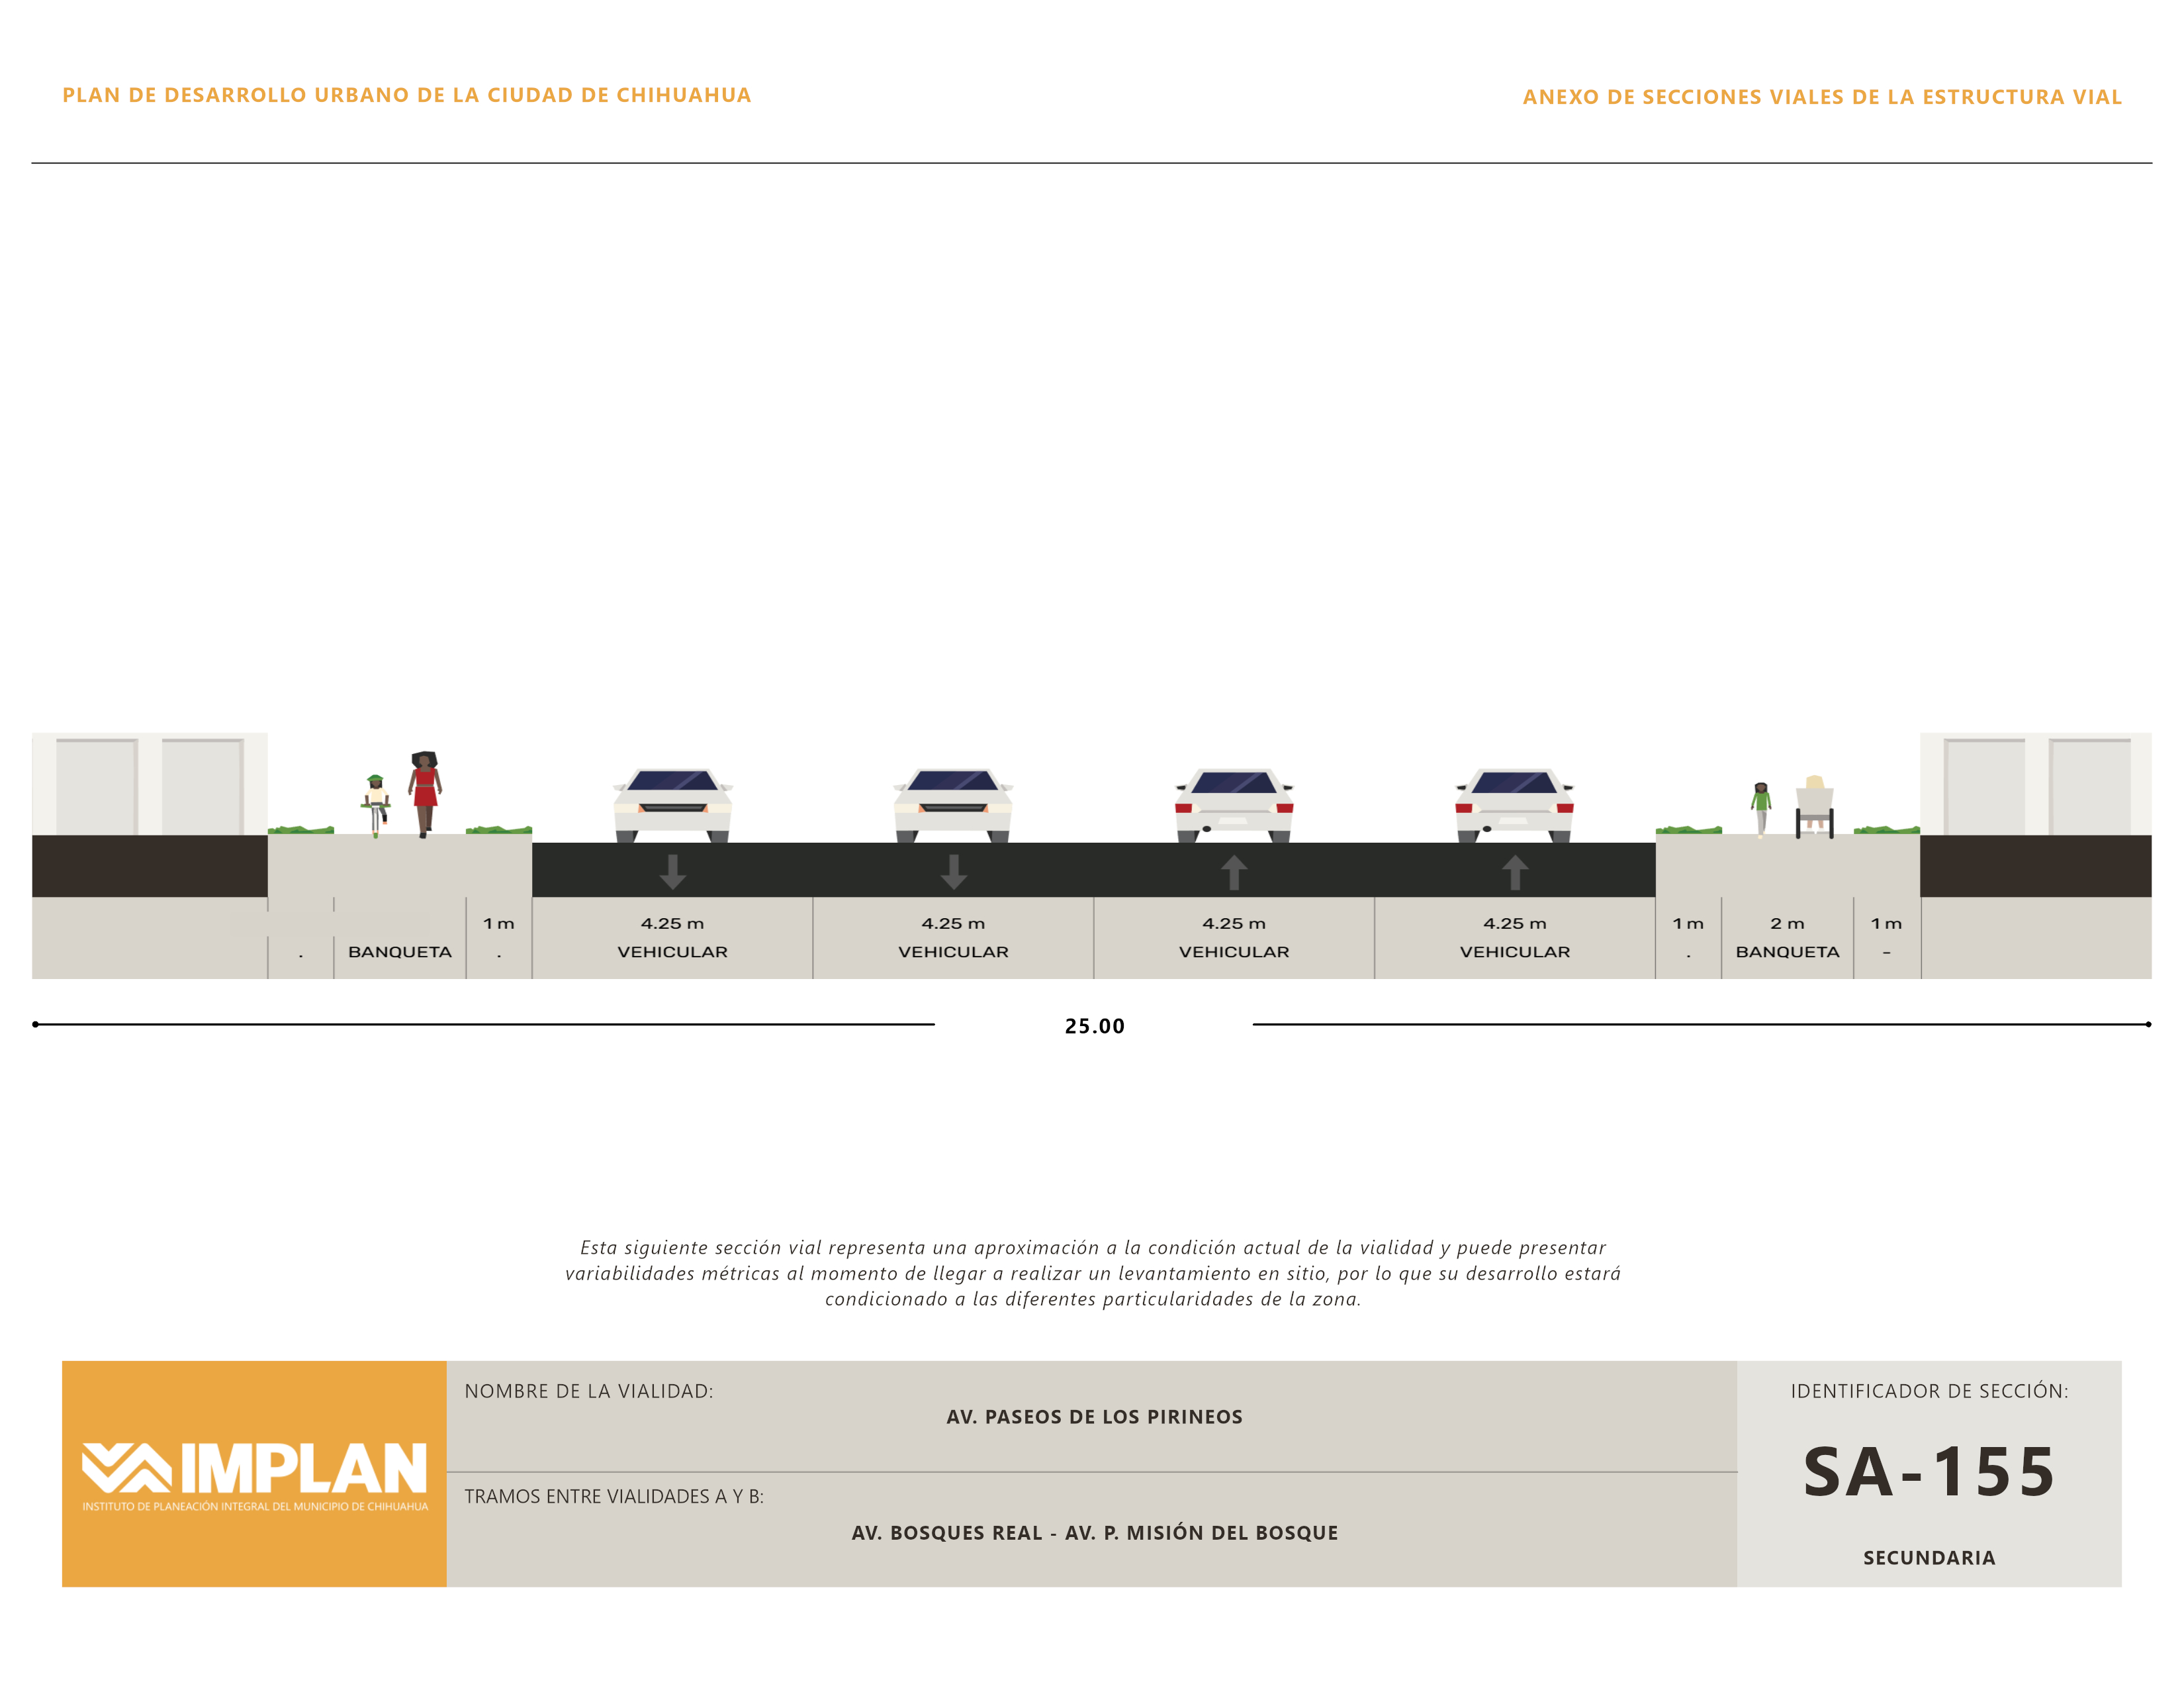 PLAN DE DESARROLLO URBANO DE LA CIUDAD DE CHIHUAHUA
ANEXO DE SECCIONES VIALES DE LA ESTRUCTURA VIAL
1 m 4.25 m 4.25 m 4.25 m 4.25 m 1 m 2 m 1 m
. BANQUETA . VEHICULAR VEHICULAR VEHICULAR VEHICULAR . BANQUETA -
25.00
Esta siguiente sección vial representa una aproximación a la condición actual de la vialidad y puede presentar
variabilidades métricas al momento de llegar a realizar un levantamiento en sitio, por lo que su desarrollo estará
condicionado a las diferentes particularidades de la zona.
IMPLAN
INSTITUTO DE PLANEACIÓN INTEGRAL DEL MUNICIPIO DE CHIHUAHUA
NOMBRE DE LA VIALIDAD:
AV. PASEOS DE LOS PIRINEOS
TRAMOS ENTRE VIALIDADES A Y B:
AV. BOSQUES REAL - AV. P. MISIÓN DEL BOSQUE
IDENTIFICADOR DE SECCIÓN:
SA-155
SECUNDARIA